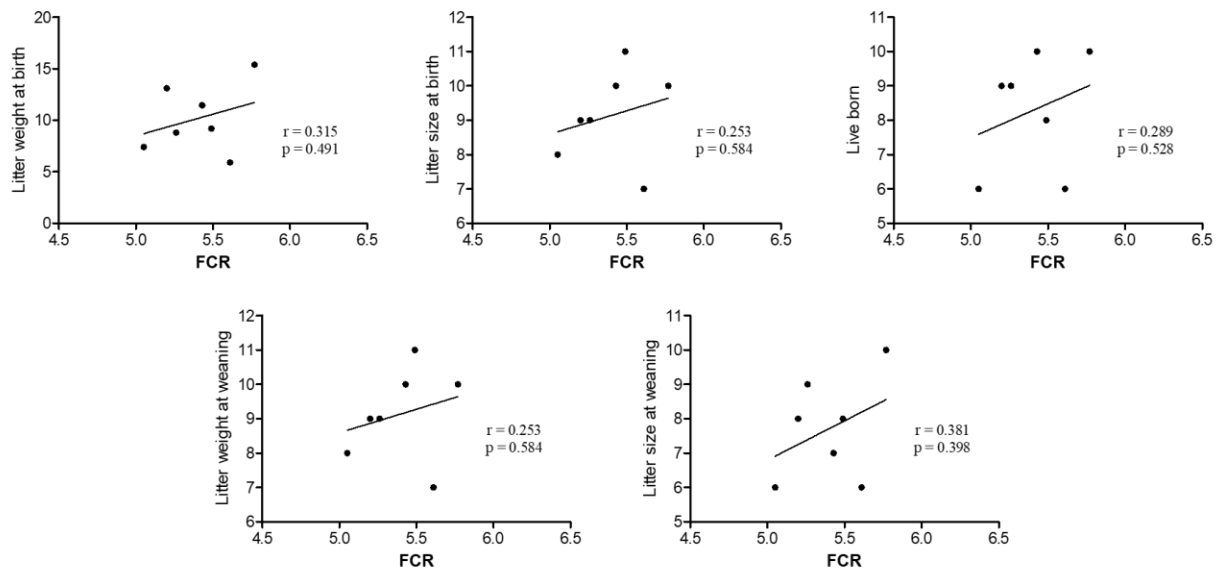 Litter weight at birth
20
15
10
5
0
r = 0.315
p = 0.491
4.5 5.0 5.5 6.0 6.5
FCR
Litter size at birth
12
11
10
9
8
7
6
r = 0.253
p = 0.584
4.5 5.0 5.5 6.0 6.5
FCR
Live born
11
10
9
8
7
6
5
r = 0.289
p = 0.528
4.5 5.0 5.5 6.0 6.5
FCR
Litter weight at weaning
12
11
10
9
8
7
6
r = 0.253
p = 0.584
4.5 5.0 5.5 6.0 6.5
FCR
Litter size at weaning
11
10
9
8
7
6
5
r = 0.381
p = 0.398
4.5 5.0 5.5 6.0 6.5
FCR